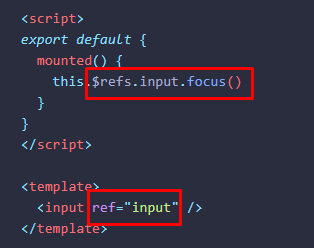 <script>
export default {
  mounted() {
    this.$refs.input.focus()
  }
}
</script>

<template>
  <input ref="input" />
</template>